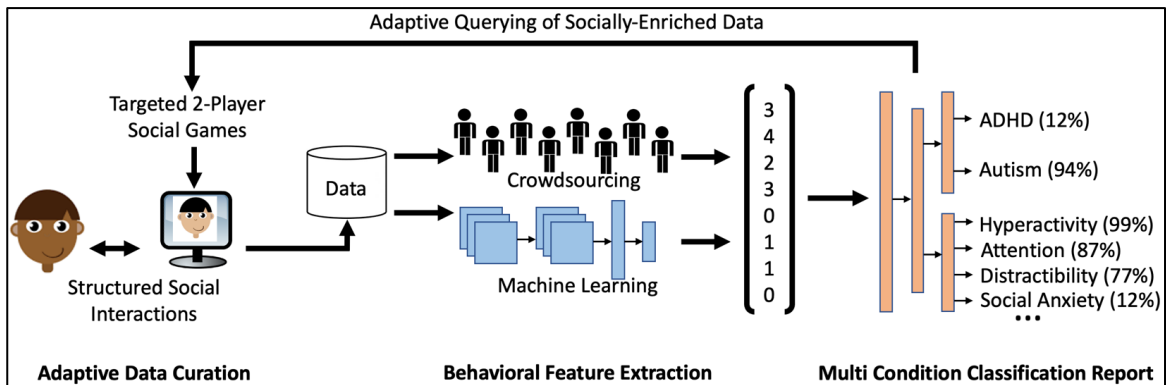 Adaptive Querying of Socially-Enriched Data
Targeted 2-Player
Social Games
Structured Social
Interactions
Data
Crowdsourcing
Machine Learning
3
4
2
3
0
1
1
0
ADHD (12%)
Autism (94%)
Hyperactivity (99%)
Attention (87%)
Distractibility (77%)
Social Anxiety (12%)
...
Adaptive Data Curation
Behavioral Feature Extraction
Multi Condition Classification Report